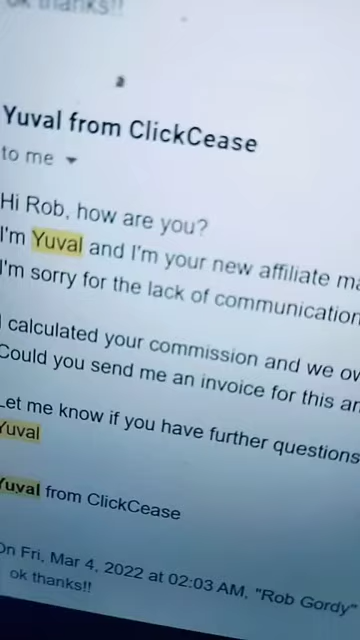 ok thanks!!
Yuval from ClickCease
to me
Hi Rob, how are you?
I'm Yuval and I'm your new affiliate
I'm sorry for the lack of communication
I calculated your commission and we
Could you send me an invoice for this
Let me know if you have further questions
Yuval
Yuval from ClickCease
On Fri, Mar 4, 2022 at 02:03 AM, "Rob Gordy"
ok thanks!!